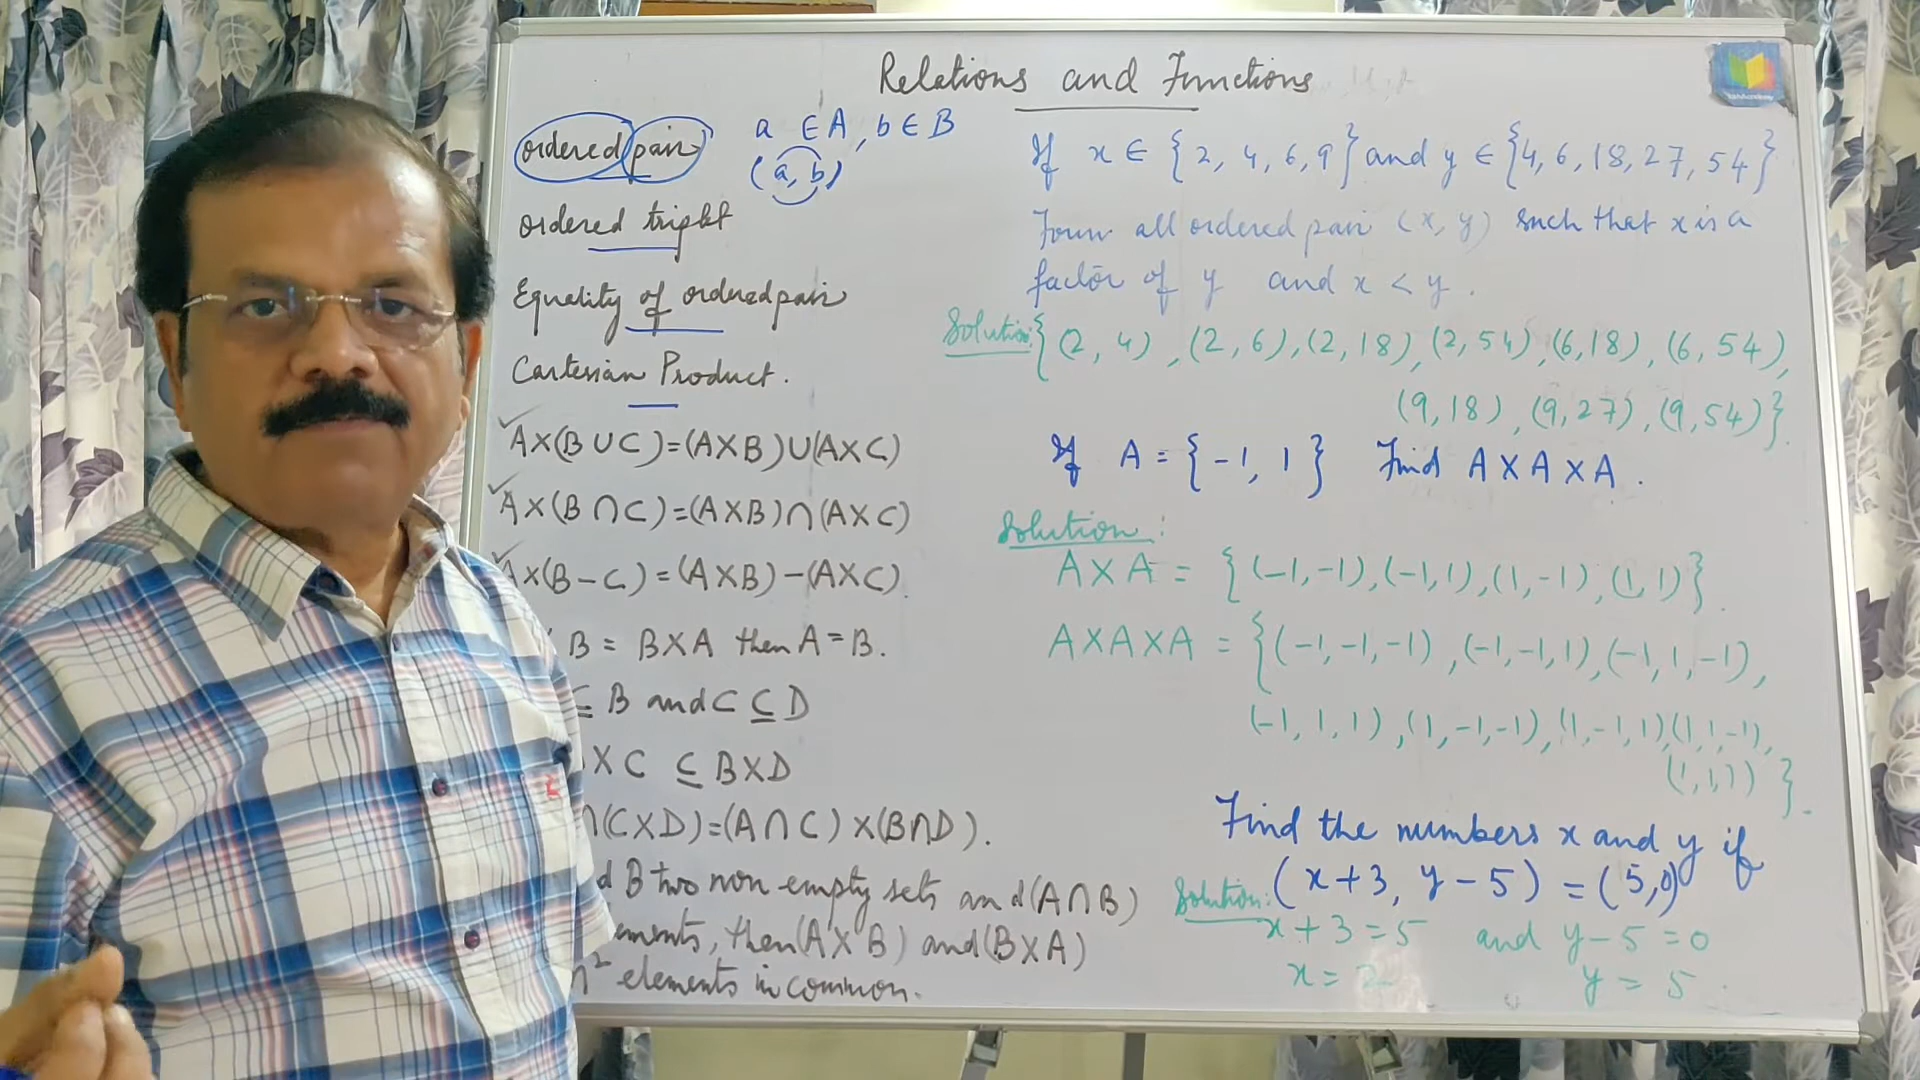 Relations and Functions
ordered pair a ∈ A, b ∈ B
(a, b)
ordered triplet
Equality of ordered pair
Cartesian Product.
A×(B∪C)=(A×B)∪(A×C)
A×(B∩C)=(A×B)∩(A×C)
×(B-C)=(A×B)-(A×C).
B = B×A then A=B.
⊆ B and C ⊆ D
×C ⊆ B×D
∩(C×D)=(A∩C)×(B∩D).
d B two non empty sets and (A∩B)
ements, then (A×B) and (B×A)
n² elements in common.
If x ∈ {2, 4, 6, 9} and y ∈ {4, 6, 18, 27, 54}
Form all ordered pair (x, y) such that x is a
factor of y and x < y.
Solution: {(2, 4), (2, 6), (2, 18), (2, 54), (6, 18), (6, 54),
(9, 18), (9, 27), (9, 54)}.
If A = {-1, 1} Find A×A×A.
Solution:
A×A = {(-1,-1), (-1,1), (1,-1), (1,1)}.
A×A×A = {(-1,-1,-1), (-1,-1,1), (-1,1,-1),
(-1,1,1), (1,-1,-1), (1,-1,1), (1,1,-1),
(1,1,1)}.
Find the numbers x and y if
(x+3, y-5) = (5,0)
Solution: x+3=5 and y-5=0
x=2 y = 5.